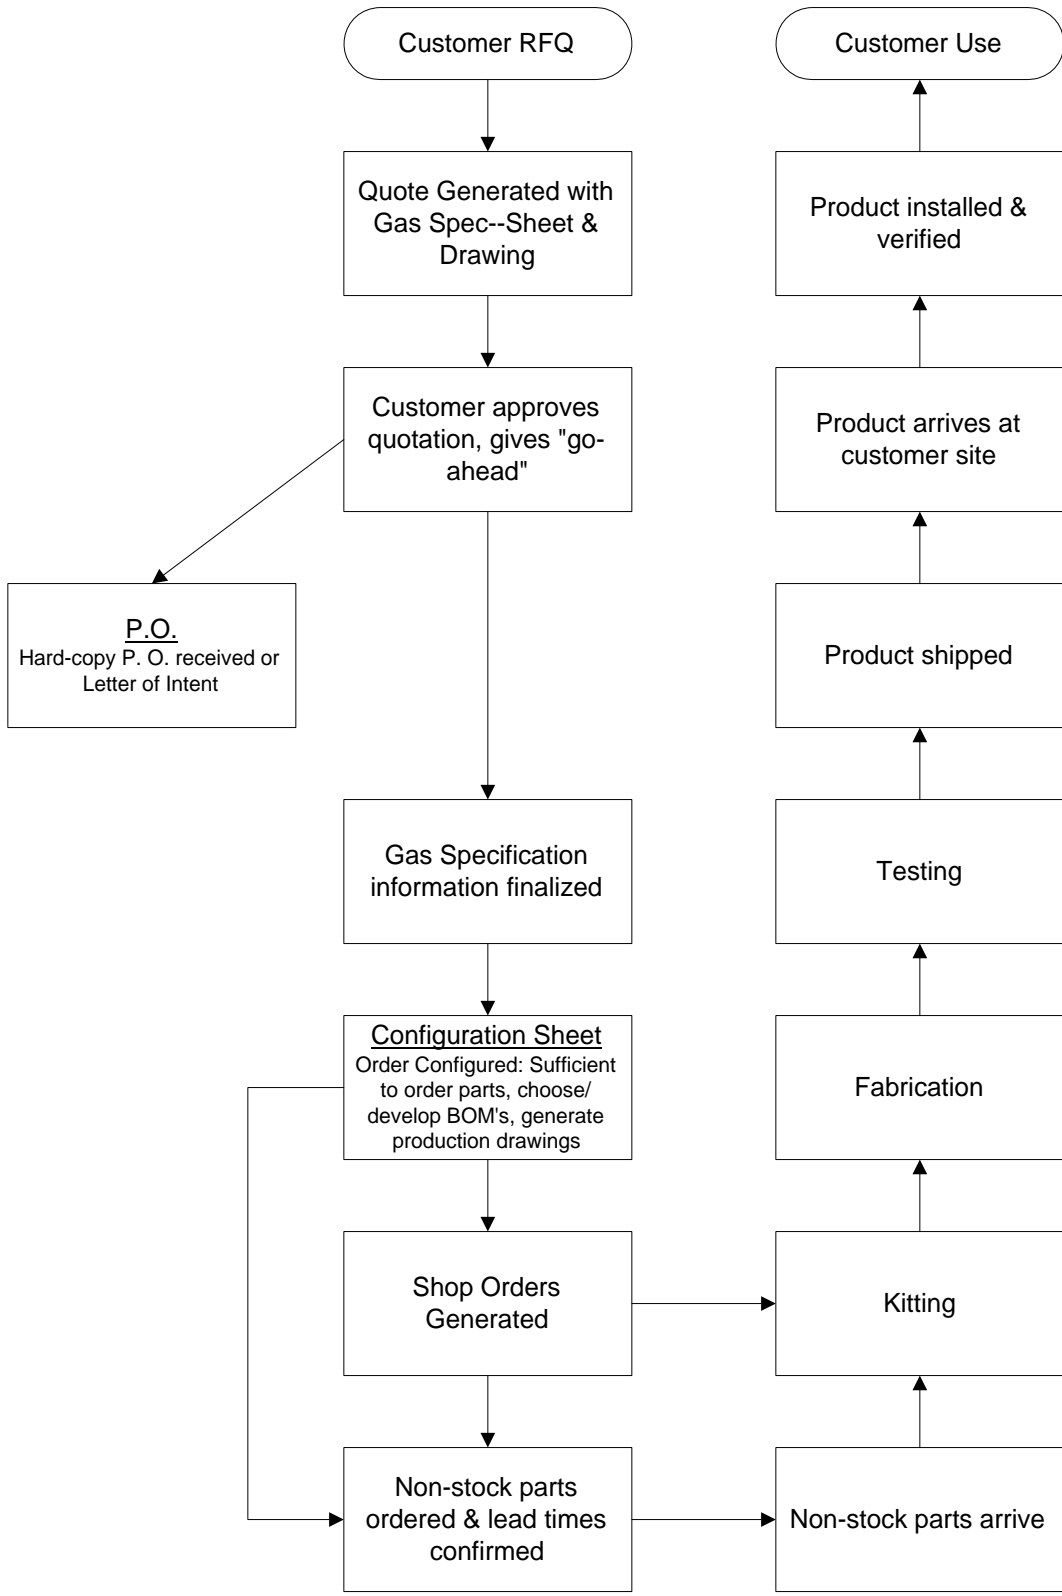 Customer RFQ
Quote Generated with
Gas Spec--Sheet &
Drawing
Customer approves
quotation, gives "go-
ahead"
P.O.
Hard-copy P. O. received or
Letter of Intent
Gas Specification
information finalized
Configuration Sheet
Order Configured: Sufficient
to order parts, choose/
develop BOM's, generate
production drawings
Shop Orders
Generated
Non-stock parts
ordered & lead times
confirmed
Customer Use
Product installed &
verified
Product arrives at
customer site
Product shipped
Testing
Fabrication
Kitting
Non-stock parts arrive